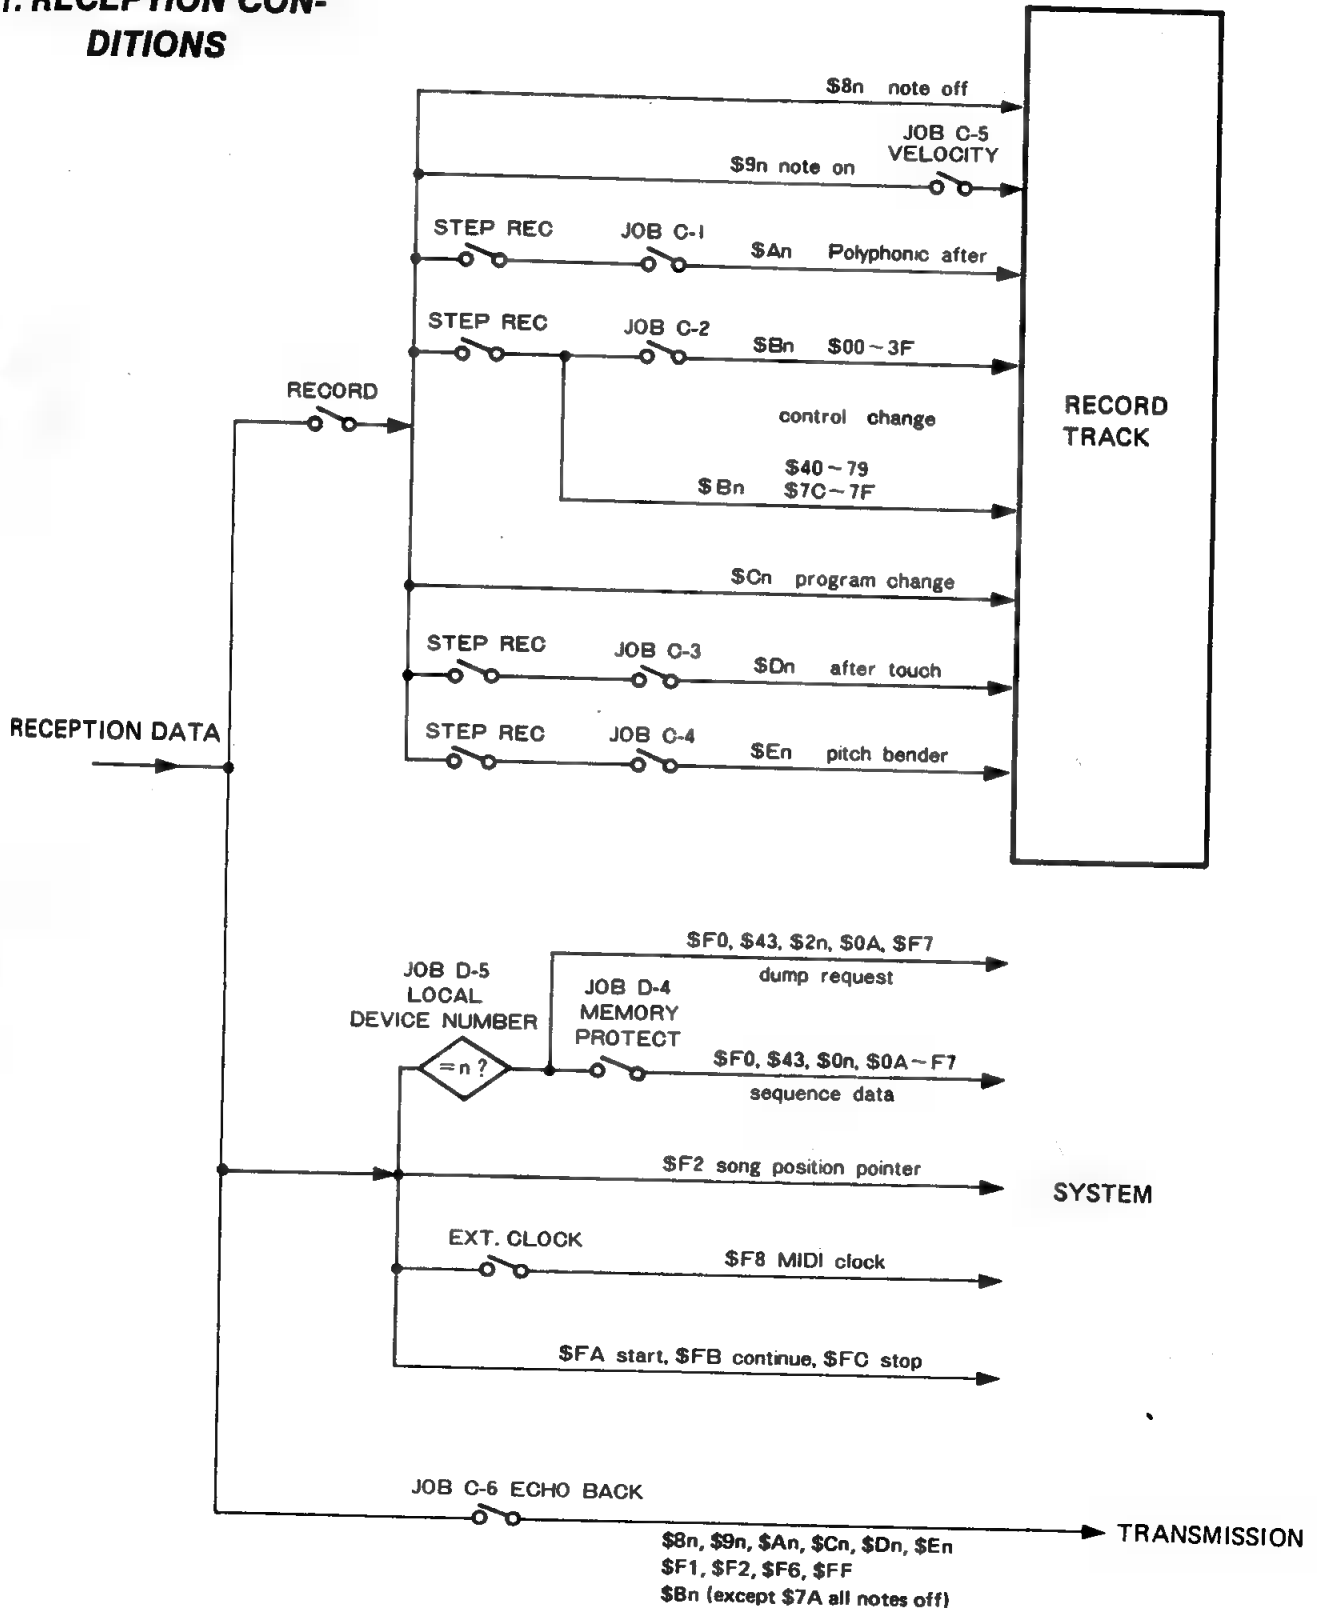 1. RECEPTION CON-
DITIONS
$8n note off
JOB C-5
VELOCITY
$9n note on
STEP REC JOB C-1 $An Polyphonic after
STEP REC JOB C-2 $Bn $00~3F
RECORD
control change
$40~79
$Bn $7C~7F
RECORD
TRACK
$Cn program change
STEP REC JOB C-3 $Dn after touch
STEP REC JOB C-4 $En pitch bender
RECEPTION DATA
$F0, $43, $2n, $0A, $F7
dump request
JOB D-5
LOCAL
DEVICE NUMBER
=n?
JOB D-4
MEMORY
PROTECT
$F0, $43, $0n, $0A~F7
sequence data
$F2 song position pointer
SYSTEM
EXT. CLOCK
$F8 MIDI clock
$FA start, $FB continue, $FC stop
JOB C-6 ECHO BACK
TRANSMISSION
$8n, $9n, $An, $Cn, $Dn, $En
$F1, $F2, $F6, $FF
$Bn (except $7A all notes off)